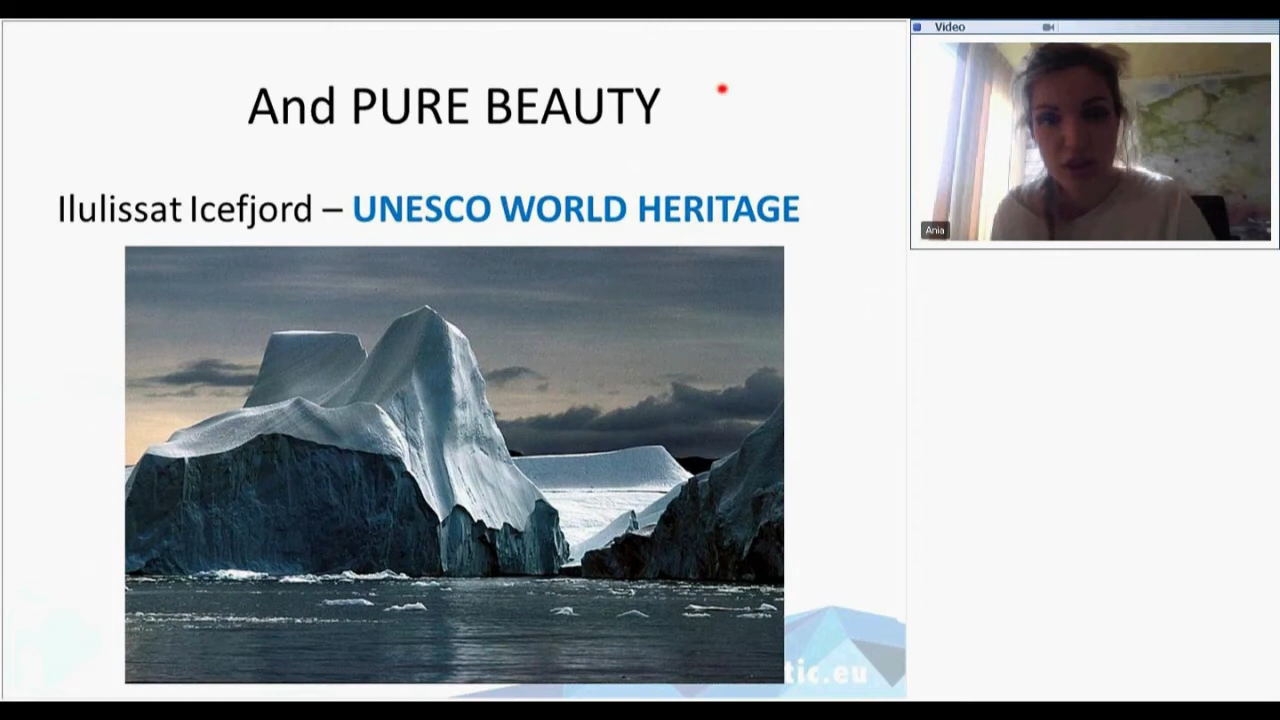 And PURE BEAUTY
Ilulissat Icefjord – UNESCO WORLD HERITAGE
tic.eu
Video
Ania